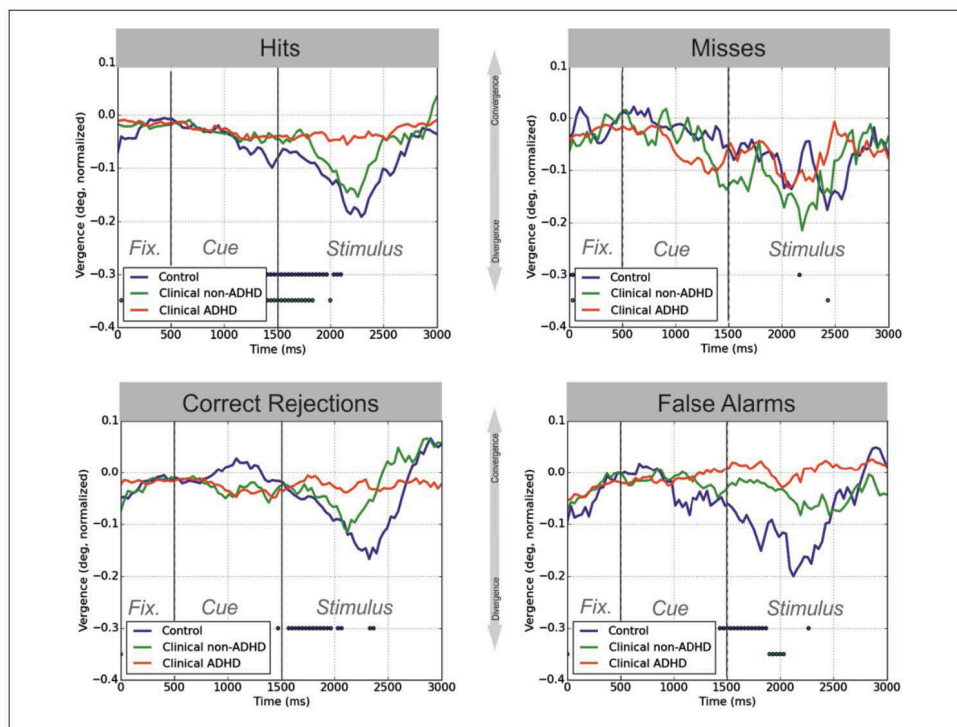 Hits
Vergence (deg, normalized)
0.1
0.0
−0.1
−0.2
−0.3
−0.4
Fix.
Cue
Stimulus
Control
Clinical non-ADHD
Clinical ADHD
0
500
1000
1500
2000
2500
3000
Time (ms)
Convergence
Divergence
Misses
Vergence (deg, normalized)
0.1
0.0
−0.1
−0.2
−0.3
−0.4
Fix.
Cue
Stimulus
Control
Clinical non-ADHD
Clinical ADHD
0
500
1000
1500
2000
2500
3000
Time (ms)
Correct Rejections
Vergence (deg, normalized)
0.1
0.0
−0.1
−0.2
−0.3
−0.4
Fix.
Cue
Stimulus
Control
Clinical non-ADHD
Clinical ADHD
0
500
1000
1500
2000
2500
3000
Time (ms)
Convergence
Divergence
False Alarms
Vergence (deg, normalized)
0.1
0.0
−0.1
−0.2
−0.3
−0.4
Fix.
Cue
Stimulus
Control
Clinical non-ADHD
Clinical ADHD
0
500
1000
1500
2000
2500
3000
Time (ms)